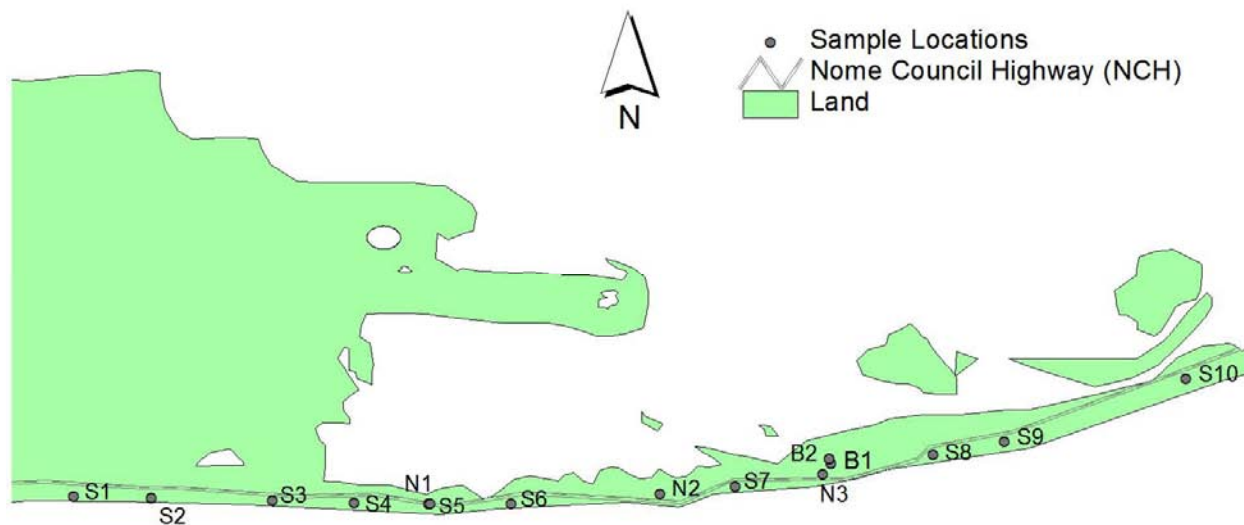 Sample Locations
Nome Council Highway (NCH)
Land
N
S10
S9
B2 B1
S8
N3
S7
N2
N1
S1
S2
S3
S4
S5
S6